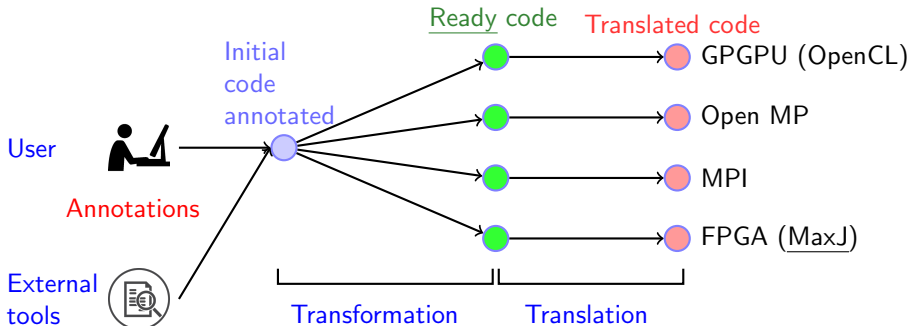 Ready code
Translated code
Initial
code
annotated
GPGPU (OpenCL)
Open MP
User
MPI
Annotations
FPGA (MaxJ)
External
tools
Transformation
Translation